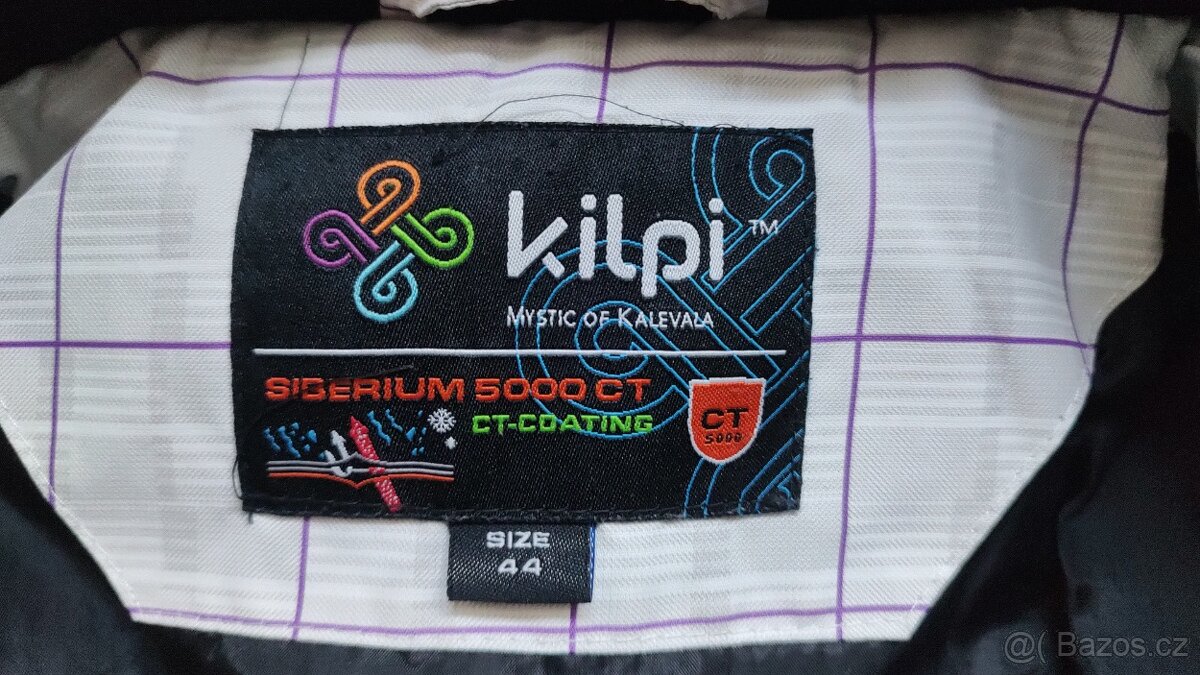 kilpi™
MYSTIC OF KALEVALA
SIBERIUM 5000 CT
CT-COATING
CT
5000
SIZE
44
@( Bazos.cz